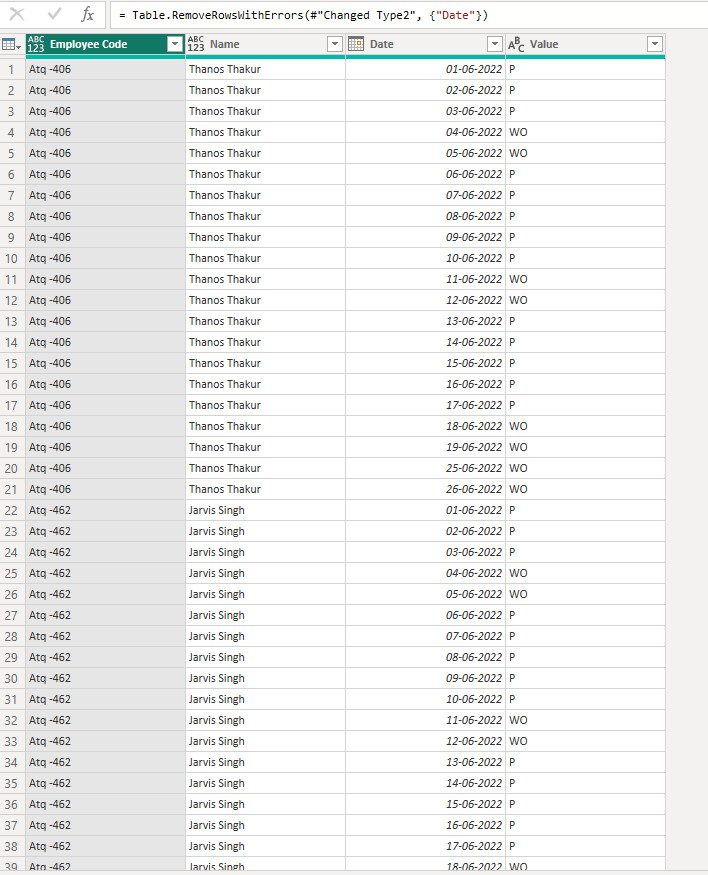 fx = Table.RemoveRowsWithErrors(#"Changed Type2", {"Date"})
ABC 123 Employee Code ABC 123 Name Date ABC Value
1 Atq -406 Thanos Thakur 01-06-2022 P
2 Atq -406 Thanos Thakur 02-06-2022 P
3 Atq -406 Thanos Thakur 03-06-2022 P
4 Atq -406 Thanos Thakur 04-06-2022 WO
5 Atq -406 Thanos Thakur 05-06-2022 WO
6 Atq -406 Thanos Thakur 06-06-2022 P
7 Atq -406 Thanos Thakur 07-06-2022 P
8 Atq -406 Thanos Thakur 08-06-2022 P
9 Atq -406 Thanos Thakur 09-06-2022 P
10 Atq -406 Thanos Thakur 10-06-2022 P
11 Atq -406 Thanos Thakur 11-06-2022 WO
12 Atq -406 Thanos Thakur 12-06-2022 WO
13 Atq -406 Thanos Thakur 13-06-2022 P
14 Atq -406 Thanos Thakur 14-06-2022 P
15 Atq -406 Thanos Thakur 15-06-2022 P
16 Atq -406 Thanos Thakur 16-06-2022 P
17 Atq -406 Thanos Thakur 17-06-2022 P
18 Atq -406 Thanos Thakur 18-06-2022 WO
19 Atq -406 Thanos Thakur 19-06-2022 WO
20 Atq -406 Thanos Thakur 25-06-2022 WO
21 Atq -406 Thanos Thakur 26-06-2022 WO
22 Atq -462 Jarvis Singh 01-06-2022 P
23 Atq -462 Jarvis Singh 02-06-2022 P
24 Atq -462 Jarvis Singh 03-06-2022 P
25 Atq -462 Jarvis Singh 04-06-2022 WO
26 Atq -462 Jarvis Singh 05-06-2022 WO
27 Atq -462 Jarvis Singh 06-06-2022 P
28 Atq -462 Jarvis Singh 07-06-2022 P
29 Atq -462 Jarvis Singh 08-06-2022 P
30 Atq -462 Jarvis Singh 09-06-2022 P
31 Atq -462 Jarvis Singh 10-06-2022 P
32 Atq -462 Jarvis Singh 11-06-2022 WO
33 Atq -462 Jarvis Singh 12-06-2022 WO
34 Atq -462 Jarvis Singh 13-06-2022 P
35 Atq -462 Jarvis Singh 14-06-2022 P
36 Atq -462 Jarvis Singh 15-06-2022 P
37 Atq -462 Jarvis Singh 16-06-2022 P
38 Atq -462 Jarvis Singh 17-06-2022 P
39 Atq -462 Jarvis Singh 18-06-2022 WO